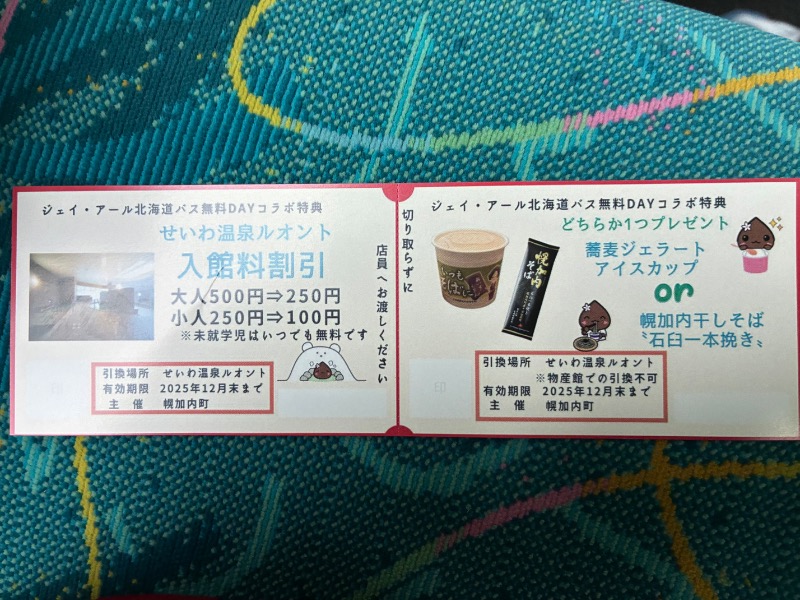 ジェイ・アール北海道バス無料DAYコラボ特典
せいわ温泉ルオント
入館料割引
大人500円⇒250円
小人250円⇒100円
※未就学児はいつでも無料です
引換場所 せいわ温泉ルオント
有効期限 2025年12月末まで
主 催 幌加内町
印
切り取らずに
店員へお渡しください
ジェイ・アール北海道バス無料DAYコラボ特典
どちらか1つプレゼント
蕎麦ジェラート
アイスカップ
or
幌加内干しそば
〝石臼一本挽き〟
幌加内
そば
引換場所 せいわ温泉ルオント
※物産館での引換不可
有効期限 2025年12月末まで
主 催 幌加内町
印